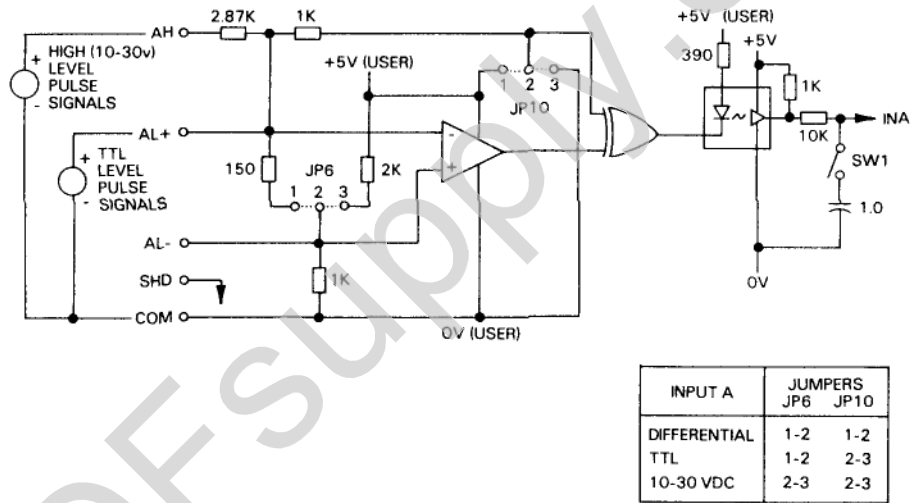 2.87K
1K
+5V (USER)
AH
+5V
HIGH (10-30v)
LEVEL
PULSE
SIGNALS
+
-
+5V (USER)
390
1 2 3
JP10
1K
AL+
-
+
~
10K
INA
TTL
LEVEL
PULSE
SIGNALS
+
-
150
JP6
1 2 3
2K
SW1
1.0
AL-
1K
SHD
COM
0V (USER)
0V
INPUT A
JUMPERS
JP6 JP10
DIFFERENTIAL 1-2 1-2
TTL 1-2 2-3
10-30 VDC 2-3 2-3
DFsupply.c